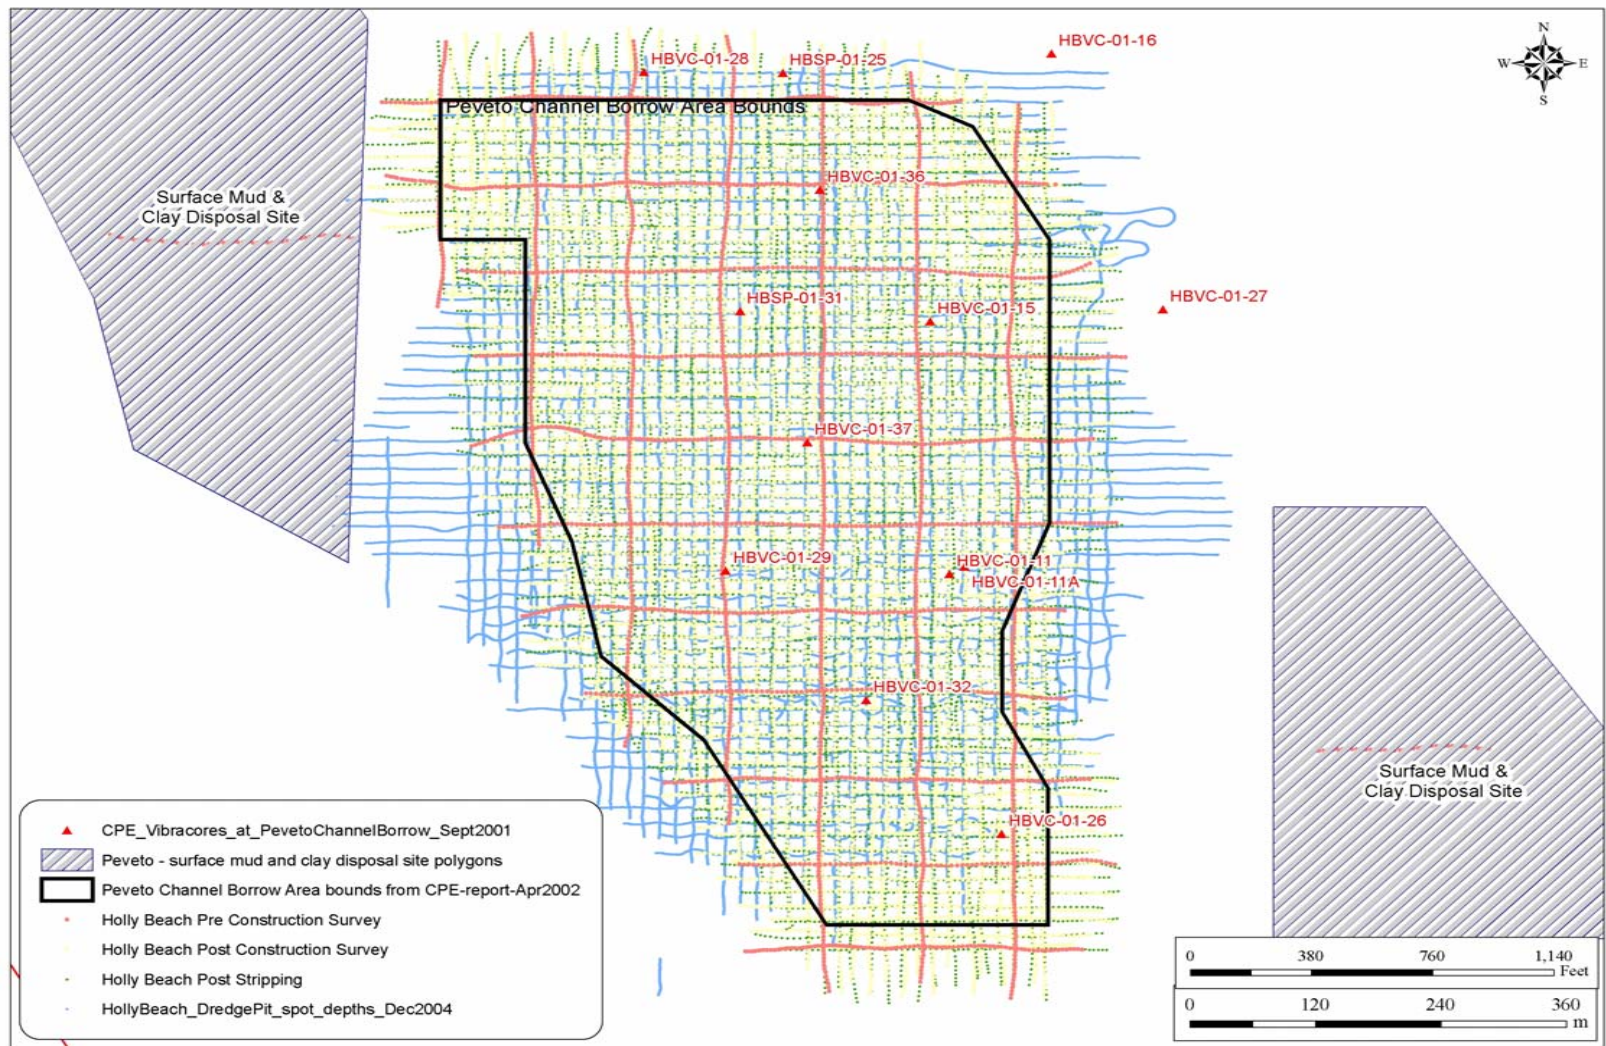 N
W E
S
HBVC-01-16
HBVC-01-28
HBSP-01-25
Peveto Channel Borrow Area Bounds
HBVC-01-36
Surface Mud &
Clay Disposal Site
HBVC-01-27
HBSP-01-31
HBVC-01-15
HBVC-01-37
HBVC-01-29
HBVC-01-11
HBVC-01-11A
HBVC-01-32
Surface Mud &
Clay Disposal Site
HBVC-01-26
CPE_Vibracores_at_PevetoChannelBorrow_Sept2001
Peveto - surface mud and clay disposal site polygons
Peveto Channel Borrow Area bounds from CPE-report-Apr2002
Holly Beach Pre Construction Survey
Holly Beach Post Construction Survey
Holly Beach Post Stripping
HollyBeach_DredgePit_spot_depths_Dec2004
0 380 760 1,140
Feet
0 120 240 360
m